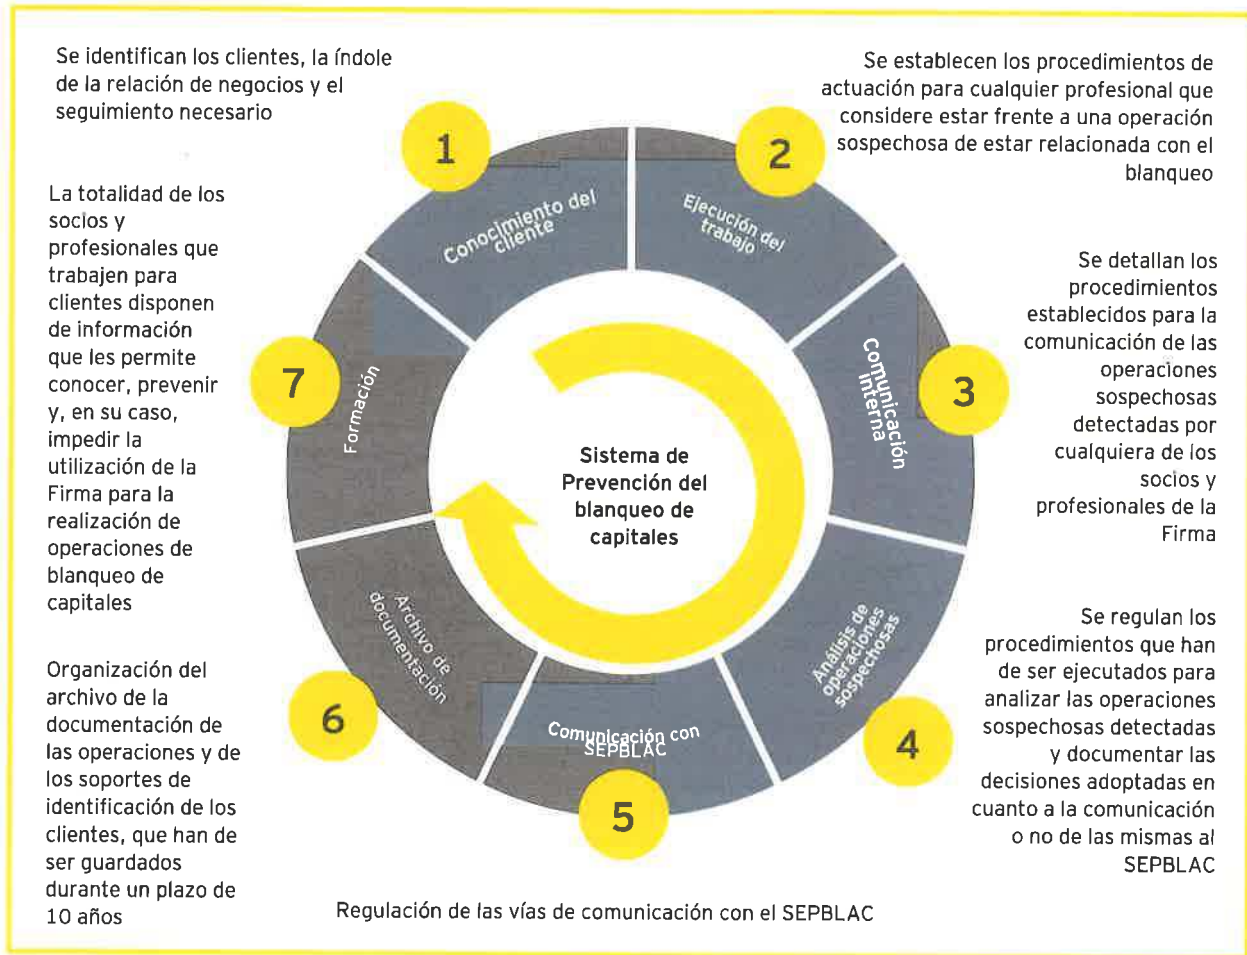 Se identifican los clientes, la índole
de la relación de negocios y el
seguimiento necesario
1
Conocimiento del
cliente
Se establecen los procedimientos de
actuación para cualquier profesional que
considere estar frente a una operación
sospechosa de estar relacionada con el
blanqueo
2
Ejecución del
trabajo
Se detallan los
procedimientos
establecidos para la
comunicación de las
operaciones
sospechosas
detectadas por
cualquiera de los
socios y
profesionales de la
Firma
3
Comunicación
interna
Se regulan los
procedimientos que han
de ser ejecutados para
analizar las operaciones
sospechosas detectadas
y documentar las
decisiones adoptadas en
cuanto a la comunicación
o no de las mismas al
SEPBLAC
4
Análisis de
operaciones
sospechosas
Comunicación con
SEPBLAC
5
Regulación de las vías de comunicación con el SEPBLAC
Archivo de
documentación
6
Organización del
archivo de la
documentación de
las operaciones y de
los soportes de
identificación de los
clientes, que han de
ser guardados
durante un plazo de
10 años
Formación
7
La totalidad de los
socios y
profesionales que
trabajen para
clientes disponen
de información
que les permite
conocer, prevenir
y, en su caso,
impedir la
utilización de la
Firma para la
realización de
operaciones de
blanqueo de
capitales
Sistema de
Prevención del
blanqueo de
capitales